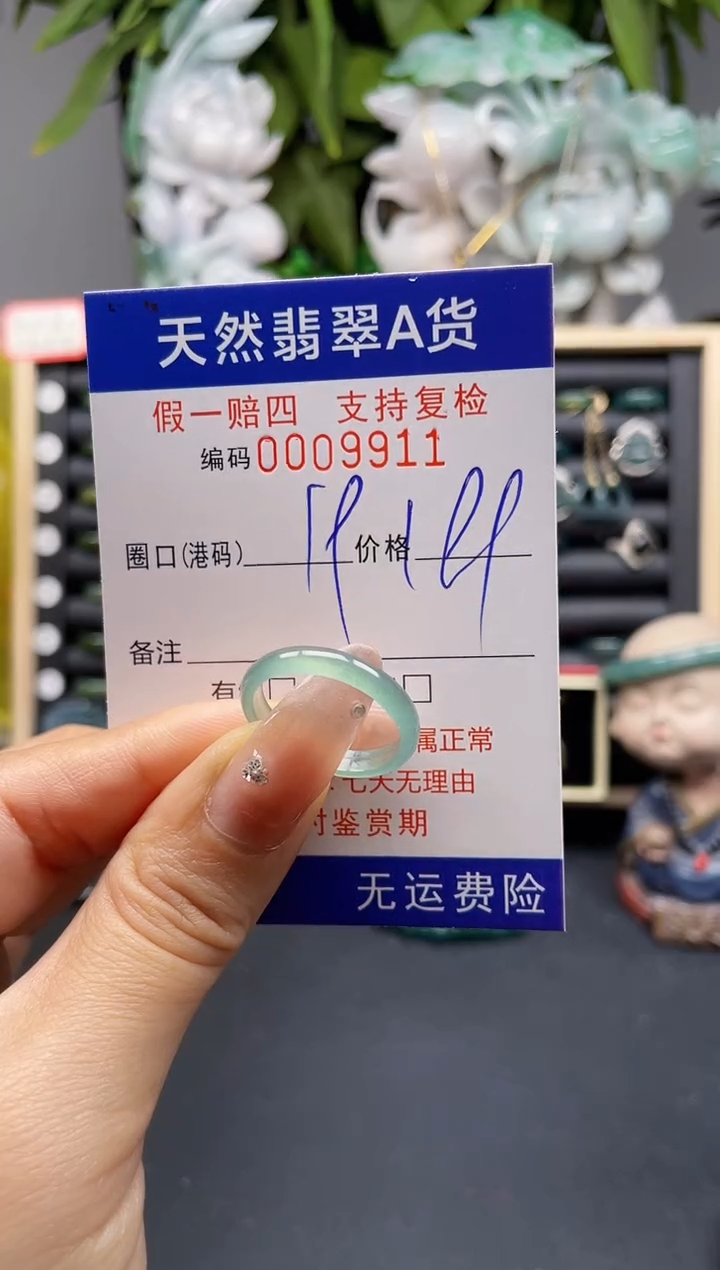 天然翡翠A货
假一赔四 支持复检
编码0009911
圈口(港码) 价格
备注
有
属正常
七天无理由
时鉴赏期
无运费险